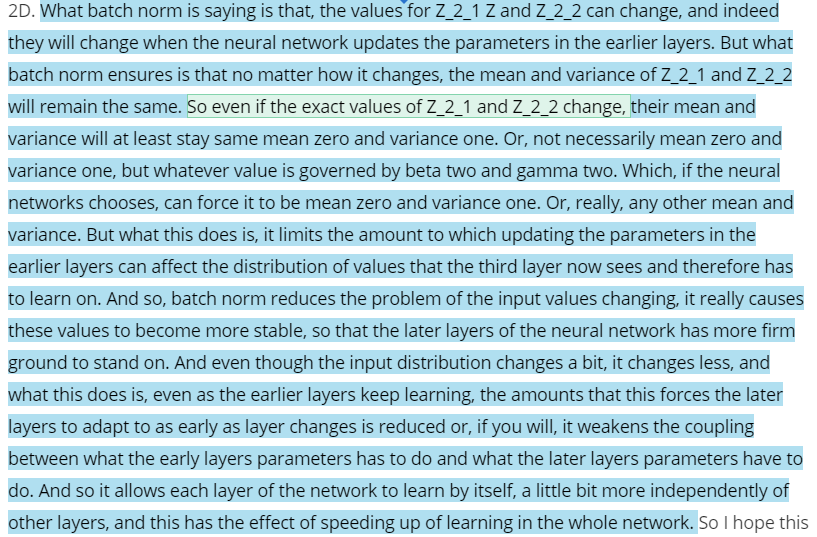 2D. What batch norm is saying is that, the values for Z_2_1 Z and Z_2_2 can change, and indeed
they will change when the neural network updates the parameters in the earlier layers. But what
batch norm ensures is that no matter how it changes, the mean and variance of Z_2_1 and Z_2_2
will remain the same. So even if the exact values of Z_2_1 and Z_2_2 change, their mean and
variance will at least stay same mean zero and variance one. Or, not necessarily mean zero and
variance one, but whatever value is governed by beta two and gamma two. Which, if the neural
networks chooses, can force it to be mean zero and variance one. Or, really, any other mean and
variance. But what this does is, it limits the amount to which updating the parameters in the
earlier layers can affect the distribution of values that the third layer now sees and therefore has
to learn on. And so, batch norm reduces the problem of the input values changing, it really causes
these values to become more stable, so that the later layers of the neural network has more firm
ground to stand on. And even though the input distribution changes a bit, it changes less, and
what this does is, even as the earlier layers keep learning, the amounts that this forces the later
layers to adapt to as early as layer changes is reduced or, if you will, it weakens the coupling
between what the early layers parameters has to do and what the later layers parameters have to
do. And so it allows each layer of the network to learn by itself, a little bit more independently of
other layers, and this has the effect of speeding up of learning in the whole network. So I hope this